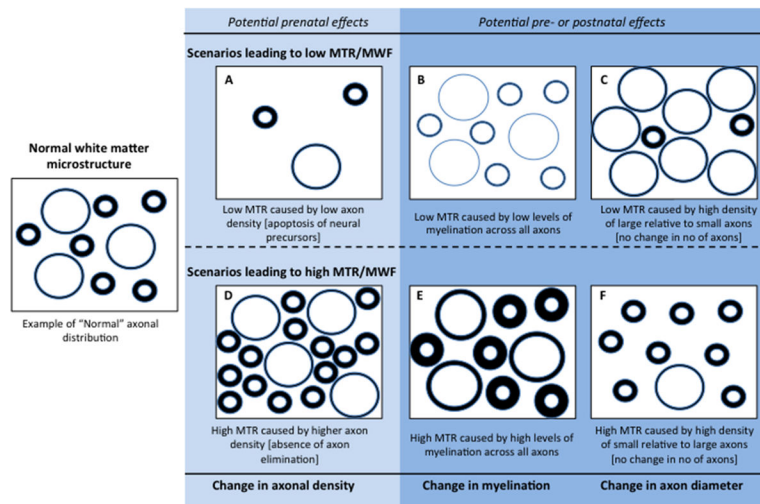 Potential prenatal effects
Potential pre- or postnatal effects
Scenarios leading to low MTR/MWF
Normal white matter
microstructure
Example of “Normal” axonal
distribution
A
Low MTR caused by low axon
density [apoptosis of neural
precursors]
B
Low MTR caused by low levels of
myelination across all axons
C
Low MTR caused by high density
of large relative to small axons
[no change in no of axons]
Scenarios leading to high MTR/MWF
D
High MTR caused by higher axon
density [absence of axon
elimination]
E
High MTR caused by high levels of
myelination across all axons
F
High MTR caused by high density
of small relative to large axons
[no change in no of axons]
Change in axonal density
Change in myelination
Change in axon diameter